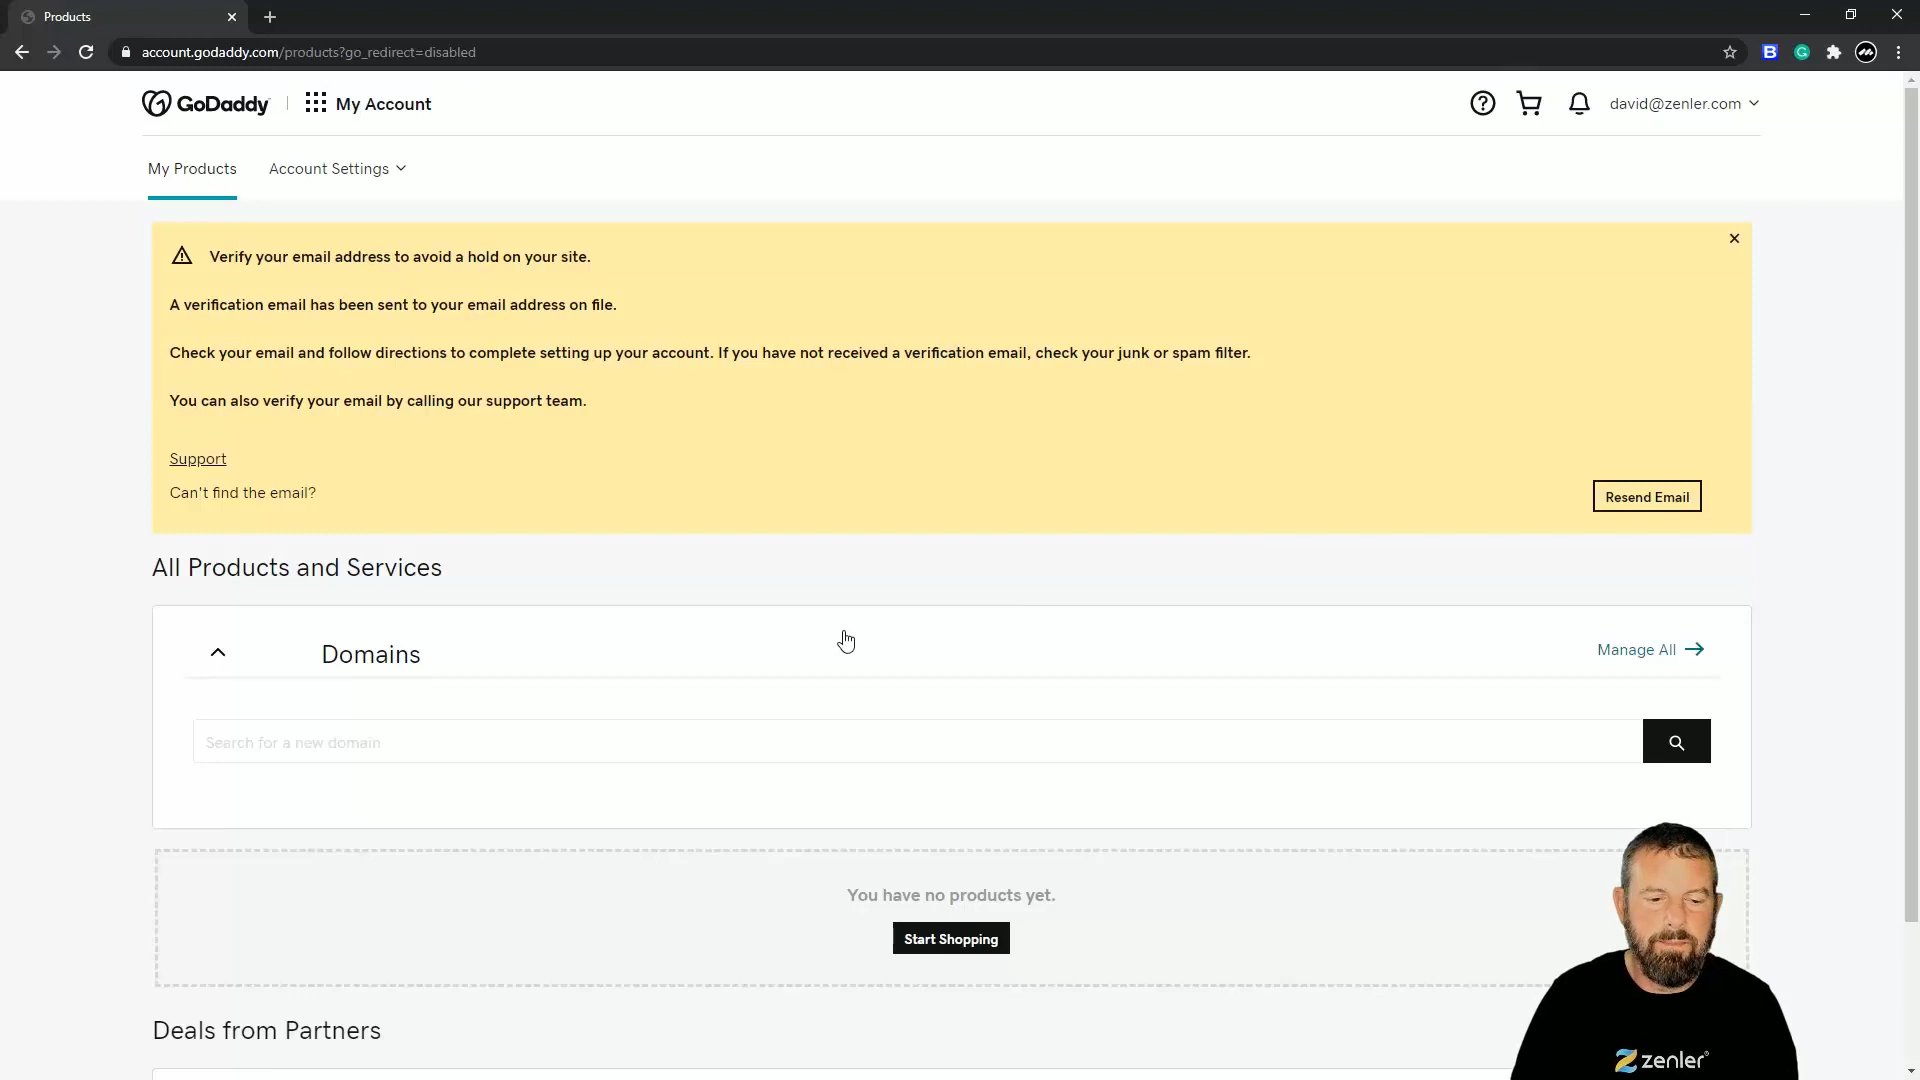 Products
account.godaddy.com/products?go_redirect=disabled
GoDaddy
My Account
david@zenler.com
My Products
Account Settings
Verify your email address to avoid a hold on your site.
A verification email has been sent to your email address on file.
Check your email and follow directions to complete setting up your account. If you have not received a verification email, check your junk or spam filter.
You can also verify your email by calling our support team.
Support
Can't find the email?
Resend Email
All Products and Services
Domains
Manage All
Search for a new domain
You have no products yet.
Start Shopping
Deals from Partners
zenler